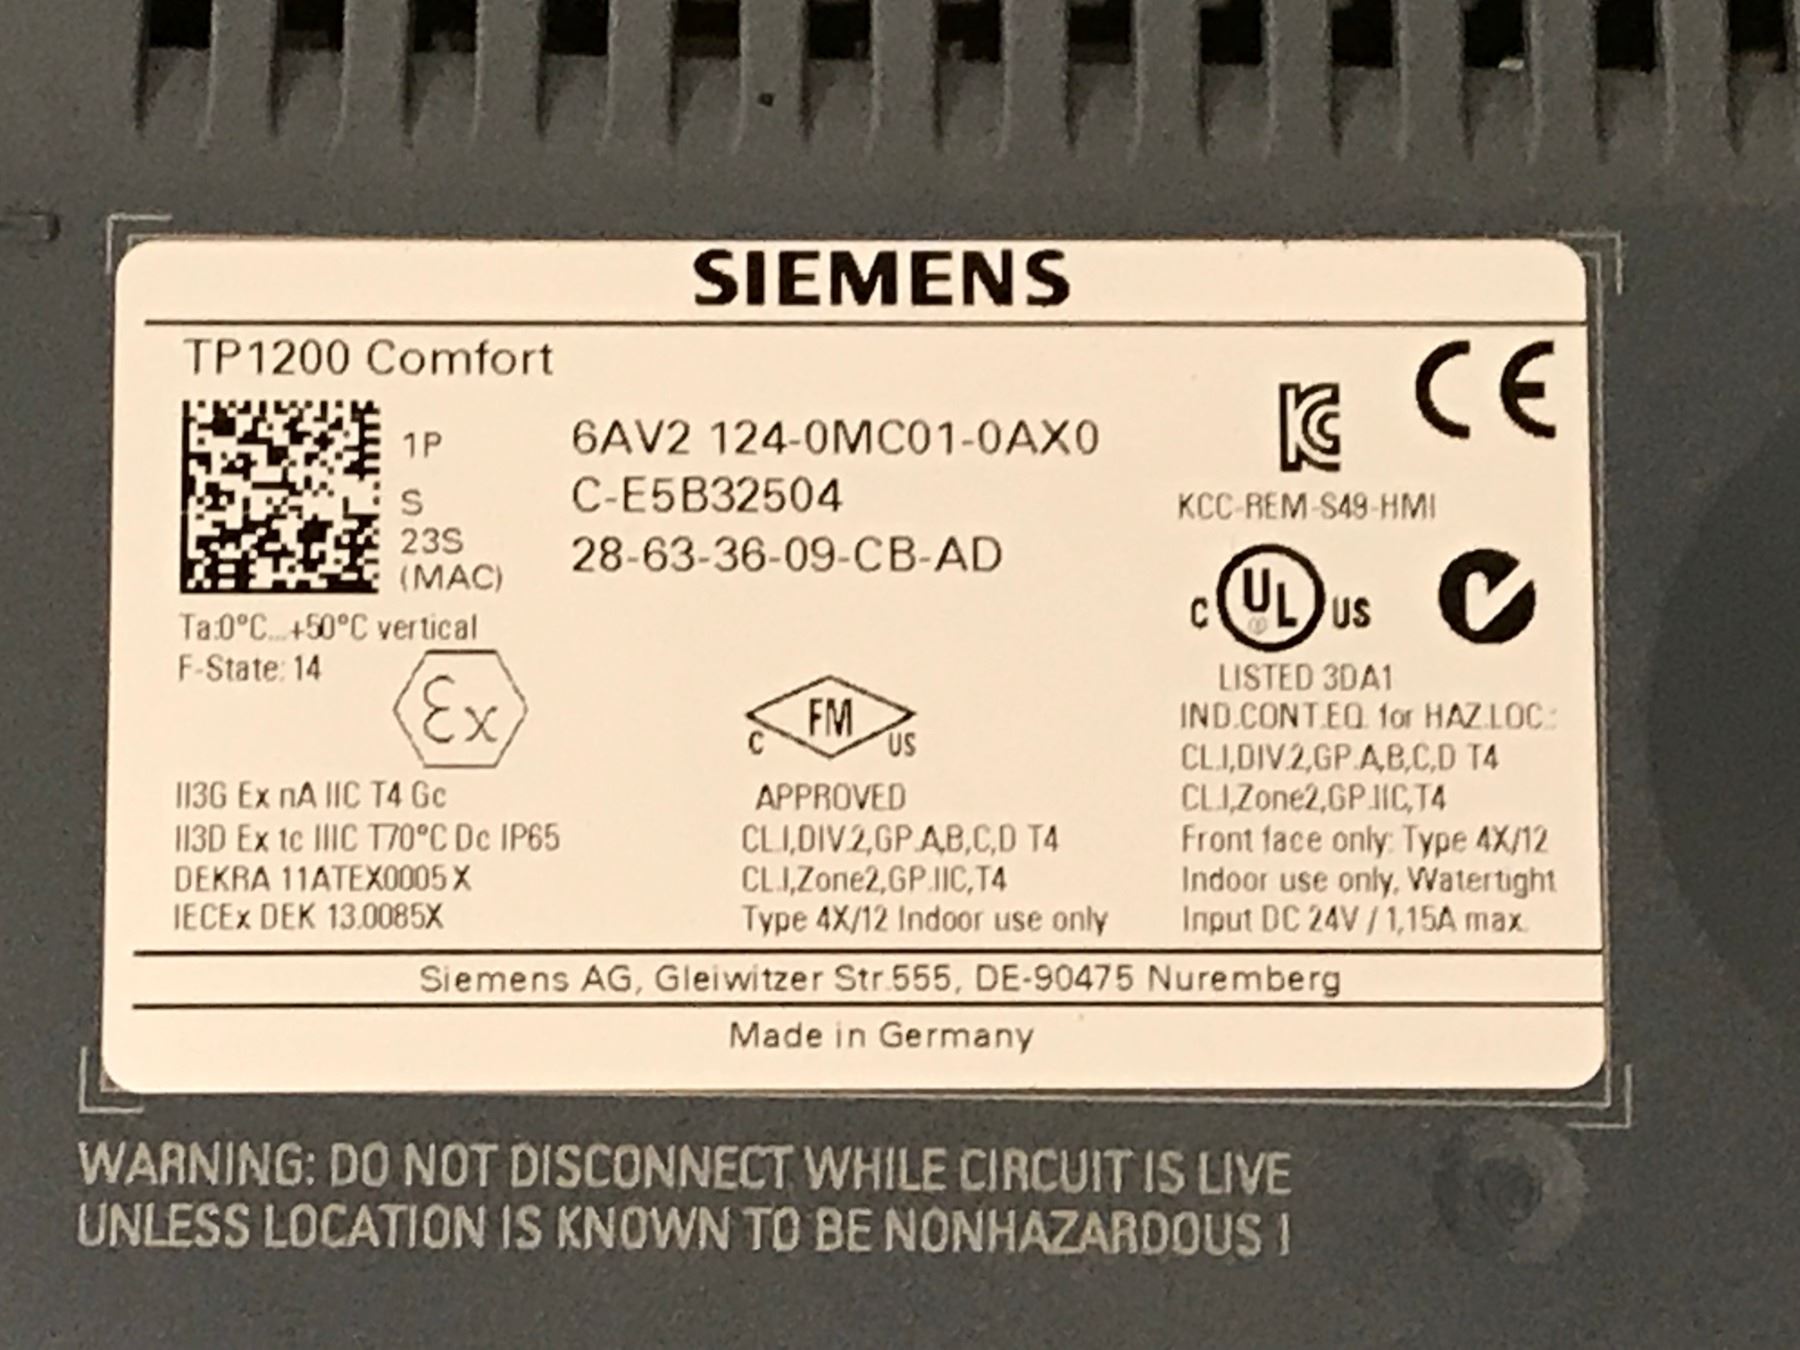 SIEMENS
TP1200 Comfort
CE
1P 6AV2 124-0MC01-0AX0
S C-E5B32504
23S
(MAC) 28-63-36-09-CB-AD
KCC-REM-S49-HMI
Ta:0°C...+50°C vertical
F-State: 14
Ex
II3G Ex nA IIC T4 Gc
II3D Ex tc IIIC T70°C Dc IP65
DEKRA 11ATEX0005 X
IECEx DEK 13.0085X
C FM US
APPROVED
CL.I,DIV.2,GP.A,B,C,D T4
CL.I,Zone2,GP.IIC,T4
Type 4X/12 Indoor use only
C UL US
LISTED 3DA1
IND.CONT.EQ. for HAZ.LOC.:
CL.I,DIV.2,GP.A,B,C,D T4
CL.I,Zone2,GP.IIC,T4
Front face only: Type 4X/12
Indoor use only, Watertight
Input DC 24V / 1,15A max.
Siemens AG, Gleiwitzer Str.555, DE-90475 Nuremberg
Made in Germany
WARNING: DO NOT DISCONNECT WHILE CIRCUIT IS LIVE
UNLESS LOCATION IS KNOWN TO BE NONHAZARDOUS !